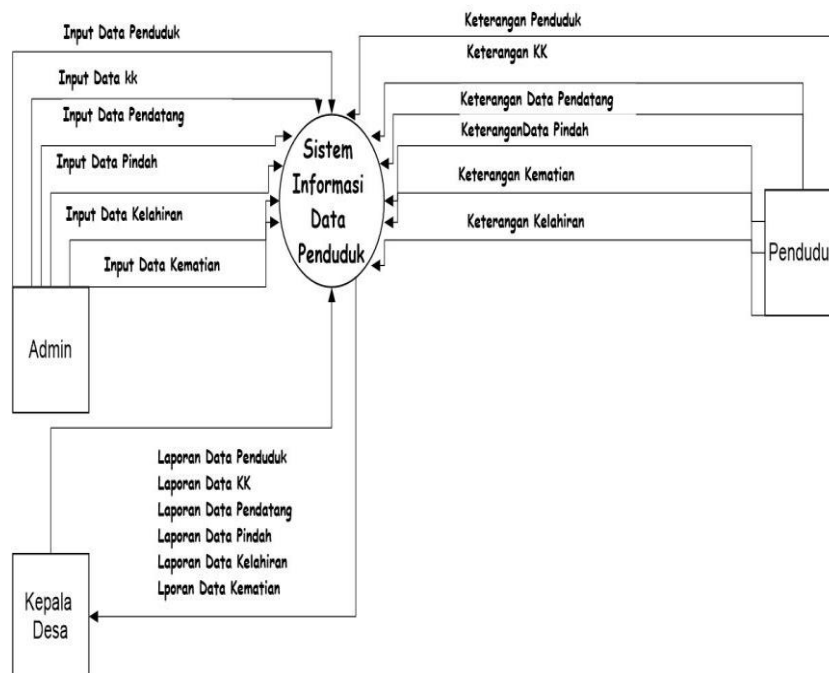 Input Data Penduduk
Input Data kk
Input Data Pendatang
Input Data Pindah
Input Data Kelahiran
Input Data Kematian
Keterangan Penduduk
Keterangan KK
Keterangan Data Pendatang
KeteranganData Pindah
Keterangan Kematian
Keterangan Kelahiran
Sistem
Informasi
Data
Penduduk
Pendudu
Admin
Laporan Data Penduduk
Laporan Data KK
Laporan Data Pendatang
Laporan Data Pindah
Laporan Data Kelahiran
Lporan Data Kematian
Kepala
Desa